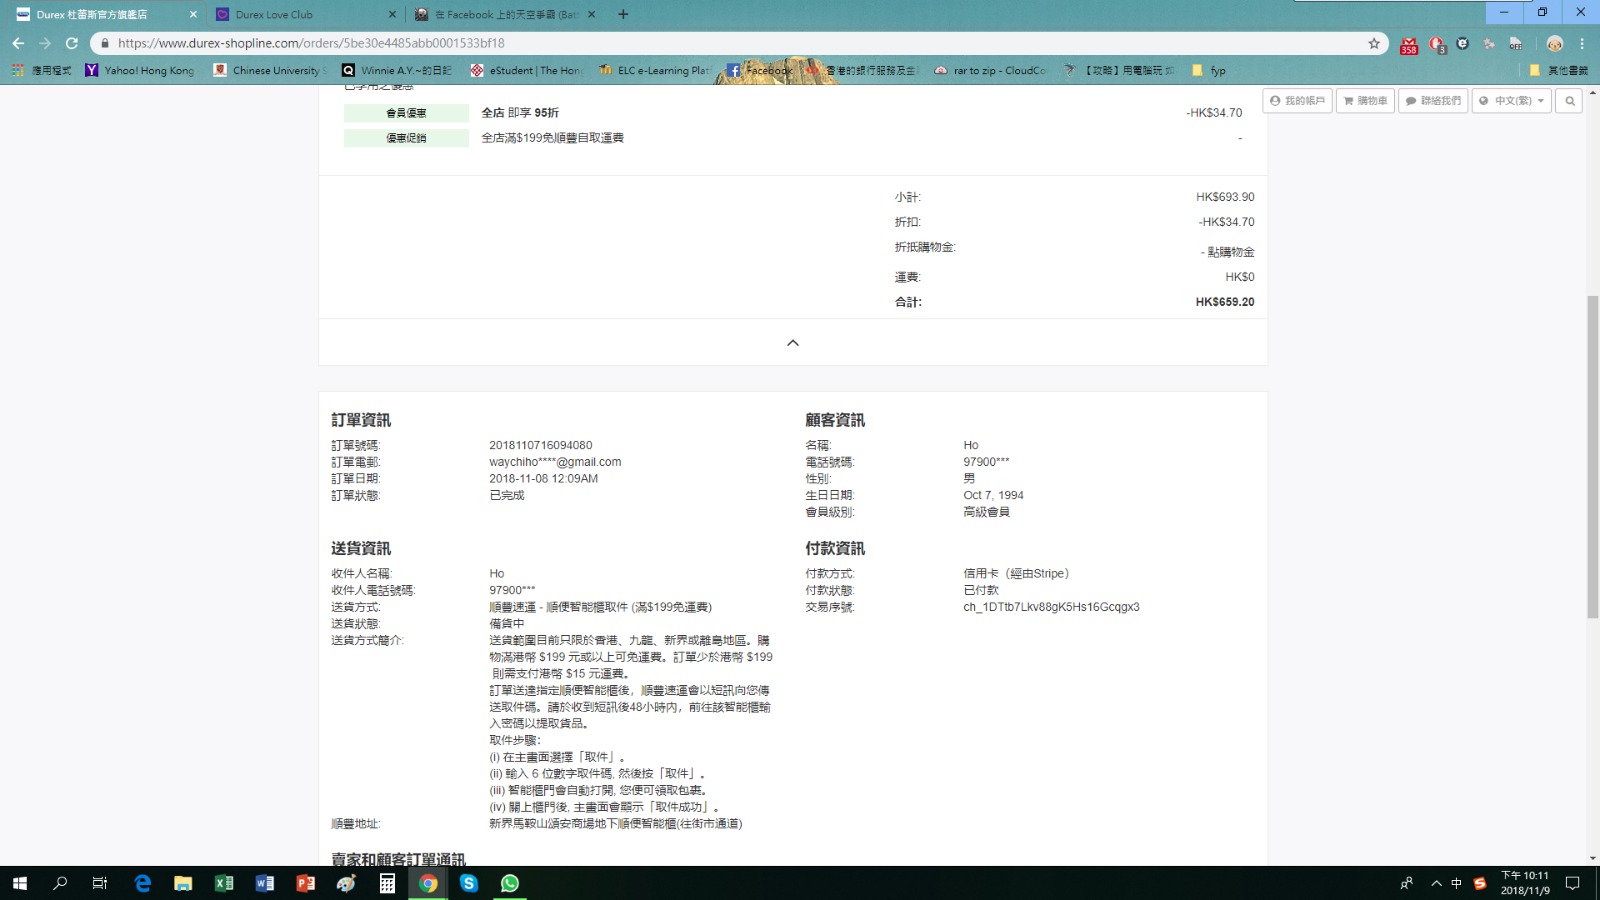 Durex 杜蕾斯官方旗艦店
Durex Love Club
在 Facebook 上的天空爭霸 (Batt
https://www.durex-shopline.com/orders/5be30e4485abb0001533bf18
358
3
OFF
應用程式
Yahoo! Hong Kong
Chinese University
Winnie A.Y.~的日記
eStudent | The Hon
ELC e-Learning Platf
Facebook
香港的銀行服務及金
rar to zip - CloudCo
【攻略】用電腦玩
fyp
其他書籤
已享用之優惠
我的帳戶
購物車
聯絡我們
中文(繁)
會員優惠 全店 即享 95折 -HK$34.70
優惠促銷 全店滿$199免順豐自取運費 -
小計: HK$693.90
折扣: -HK$34.70
折抵購物金: - 點購物金
運費: HK$0
合計: HK$659.20
訂單資訊
訂單號碼: 2018110716094080
訂單電郵: waychiho****@gmail.com
訂單日期: 2018-11-08 12:09AM
訂單狀態: 已完成
顧客資訊
名稱: Ho
電話號碼: 97900***
性別: 男
生日日期: Oct 7, 1994
會員級別: 高級會員
送貨資訊
收件人名稱: Ho
收件人電話號碼: 97900***
送貨方式: 順豐速運 - 順便智能櫃取件 (滿$199免運費)
送貨狀態: 備貨中
送貨方式簡介: 送貨範圍目前只限於香港、九龍、新界或離島地區。購
物滿港幣 $199 元或以上可免運費。訂單少於港幣 $199
則需支付港幣 $15 元運費。
訂單送達指定順便智能櫃後，順豐速運會以短訊向您傳
送取件碼。請於收到短訊後48小時內，前往該智能櫃輸
入密碼以提取貨品。
取件步驟：
(i) 在主畫面選擇「取件」。
(ii) 輸入 6 位數字取件碼, 然後按「取件」。
(iii) 智能櫃門會自動打開, 您便可領取包裹。
(iv) 關上櫃門後, 主畫面會顯示「取件成功」。
順豐地址: 新界馬鞍山頌安商場地下順便智能櫃(往街市通道)
付款資訊
付款方式: 信用卡（經由Stripe）
付款狀態: 已付款
交易序號: ch_1DTtb7Lkv88gK5Hs16Gcqgx3
賣家和顧客訂單通訊
中
下午 10:11
2018/11/9